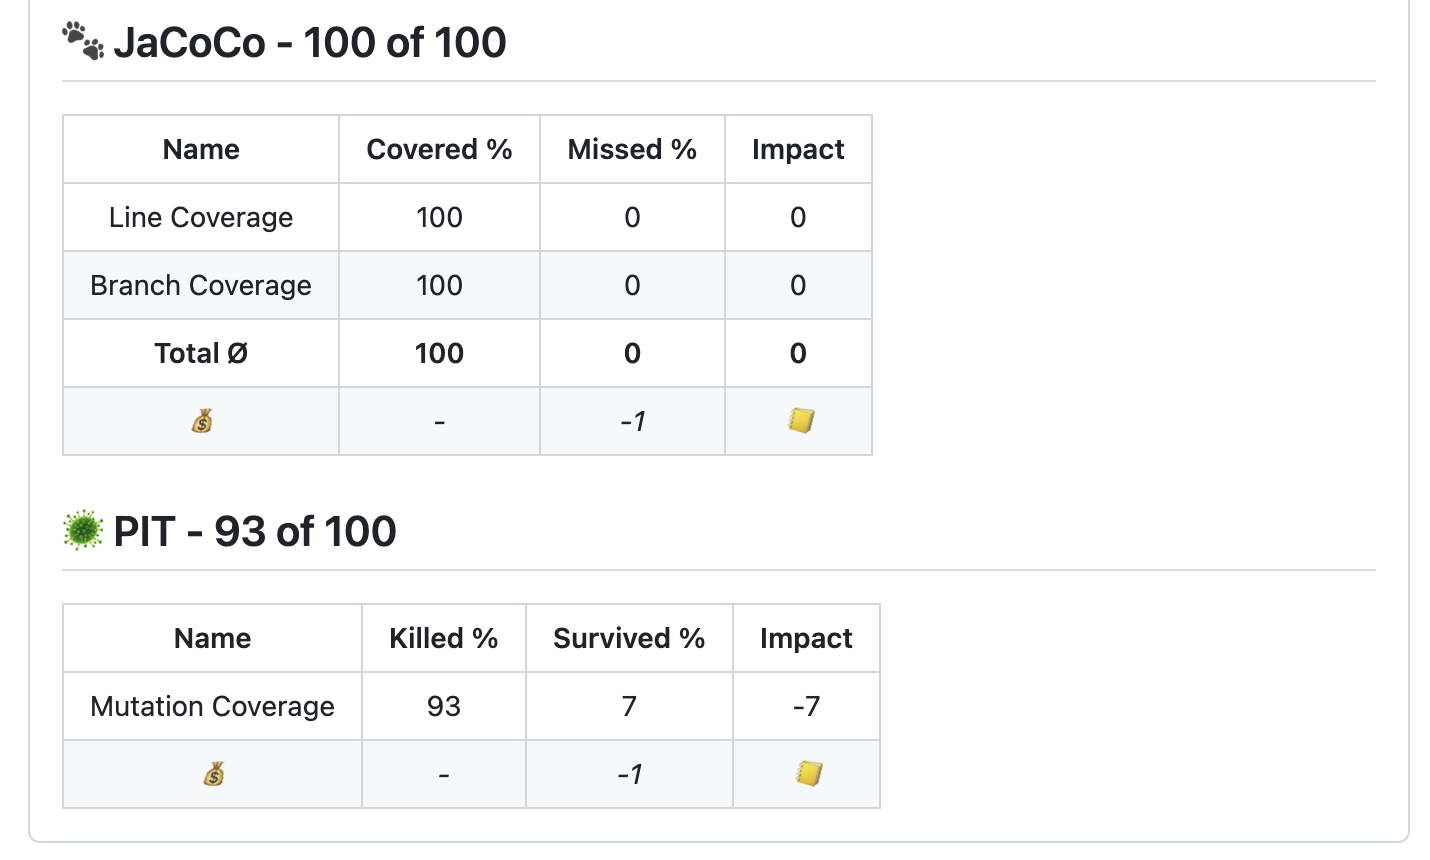 🐾 JaCoCo - 100 of 100
Name Covered % Missed % Impact
Line Coverage 100 0 0
Branch Coverage 100 0 0
Total Ø 100 0 0
💰 - -1 📒
🦠 PIT - 93 of 100
Name Killed % Survived % Impact
Mutation Coverage 93 7 -7
💰 - -1 📒